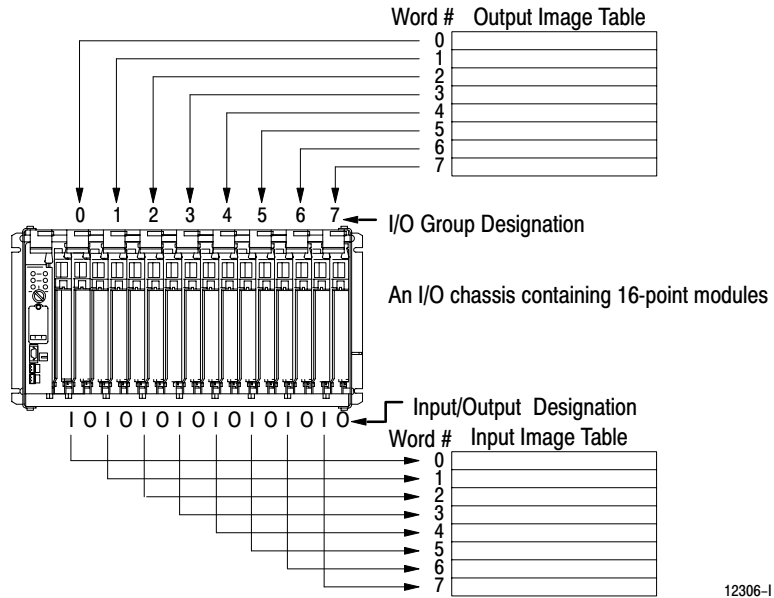 Word # Output Image Table
0
1
2
3
4
5
6
7
0 1 2 3 4 5 6 7
I/O Group Designation
An I/O chassis containing 16-point modules
I O I O I O I O I O I O I O I O
Input/Output Designation
Word # Input Image Table
0
1
2
3
4
5
6
7
12306-I